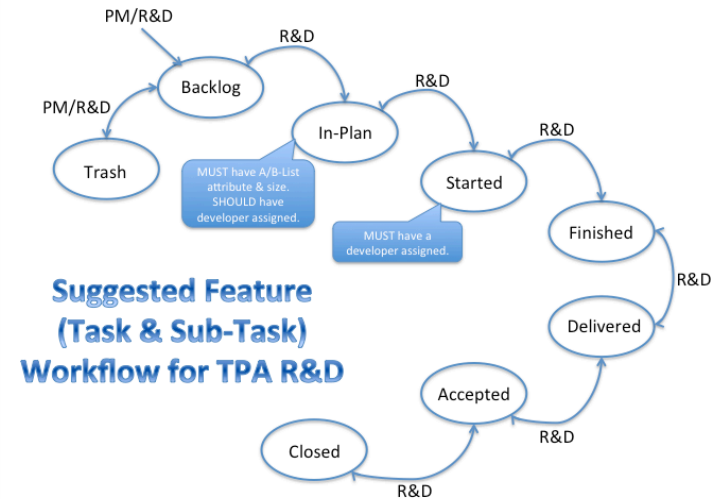 PM/R&D
R&D
Backlog
R&D
PM/R&D
In-Plan
R&D
Trash
MUST have A/B-List
attribute & size.
SHOULD have
developer assigned.
Started
MUST have a
developer assigned.
Finished
R&D
Suggested Feature
(Task & Sub-Task)
Workflow for TPA R&D
Delivered
Accepted
R&D
Closed
R&D